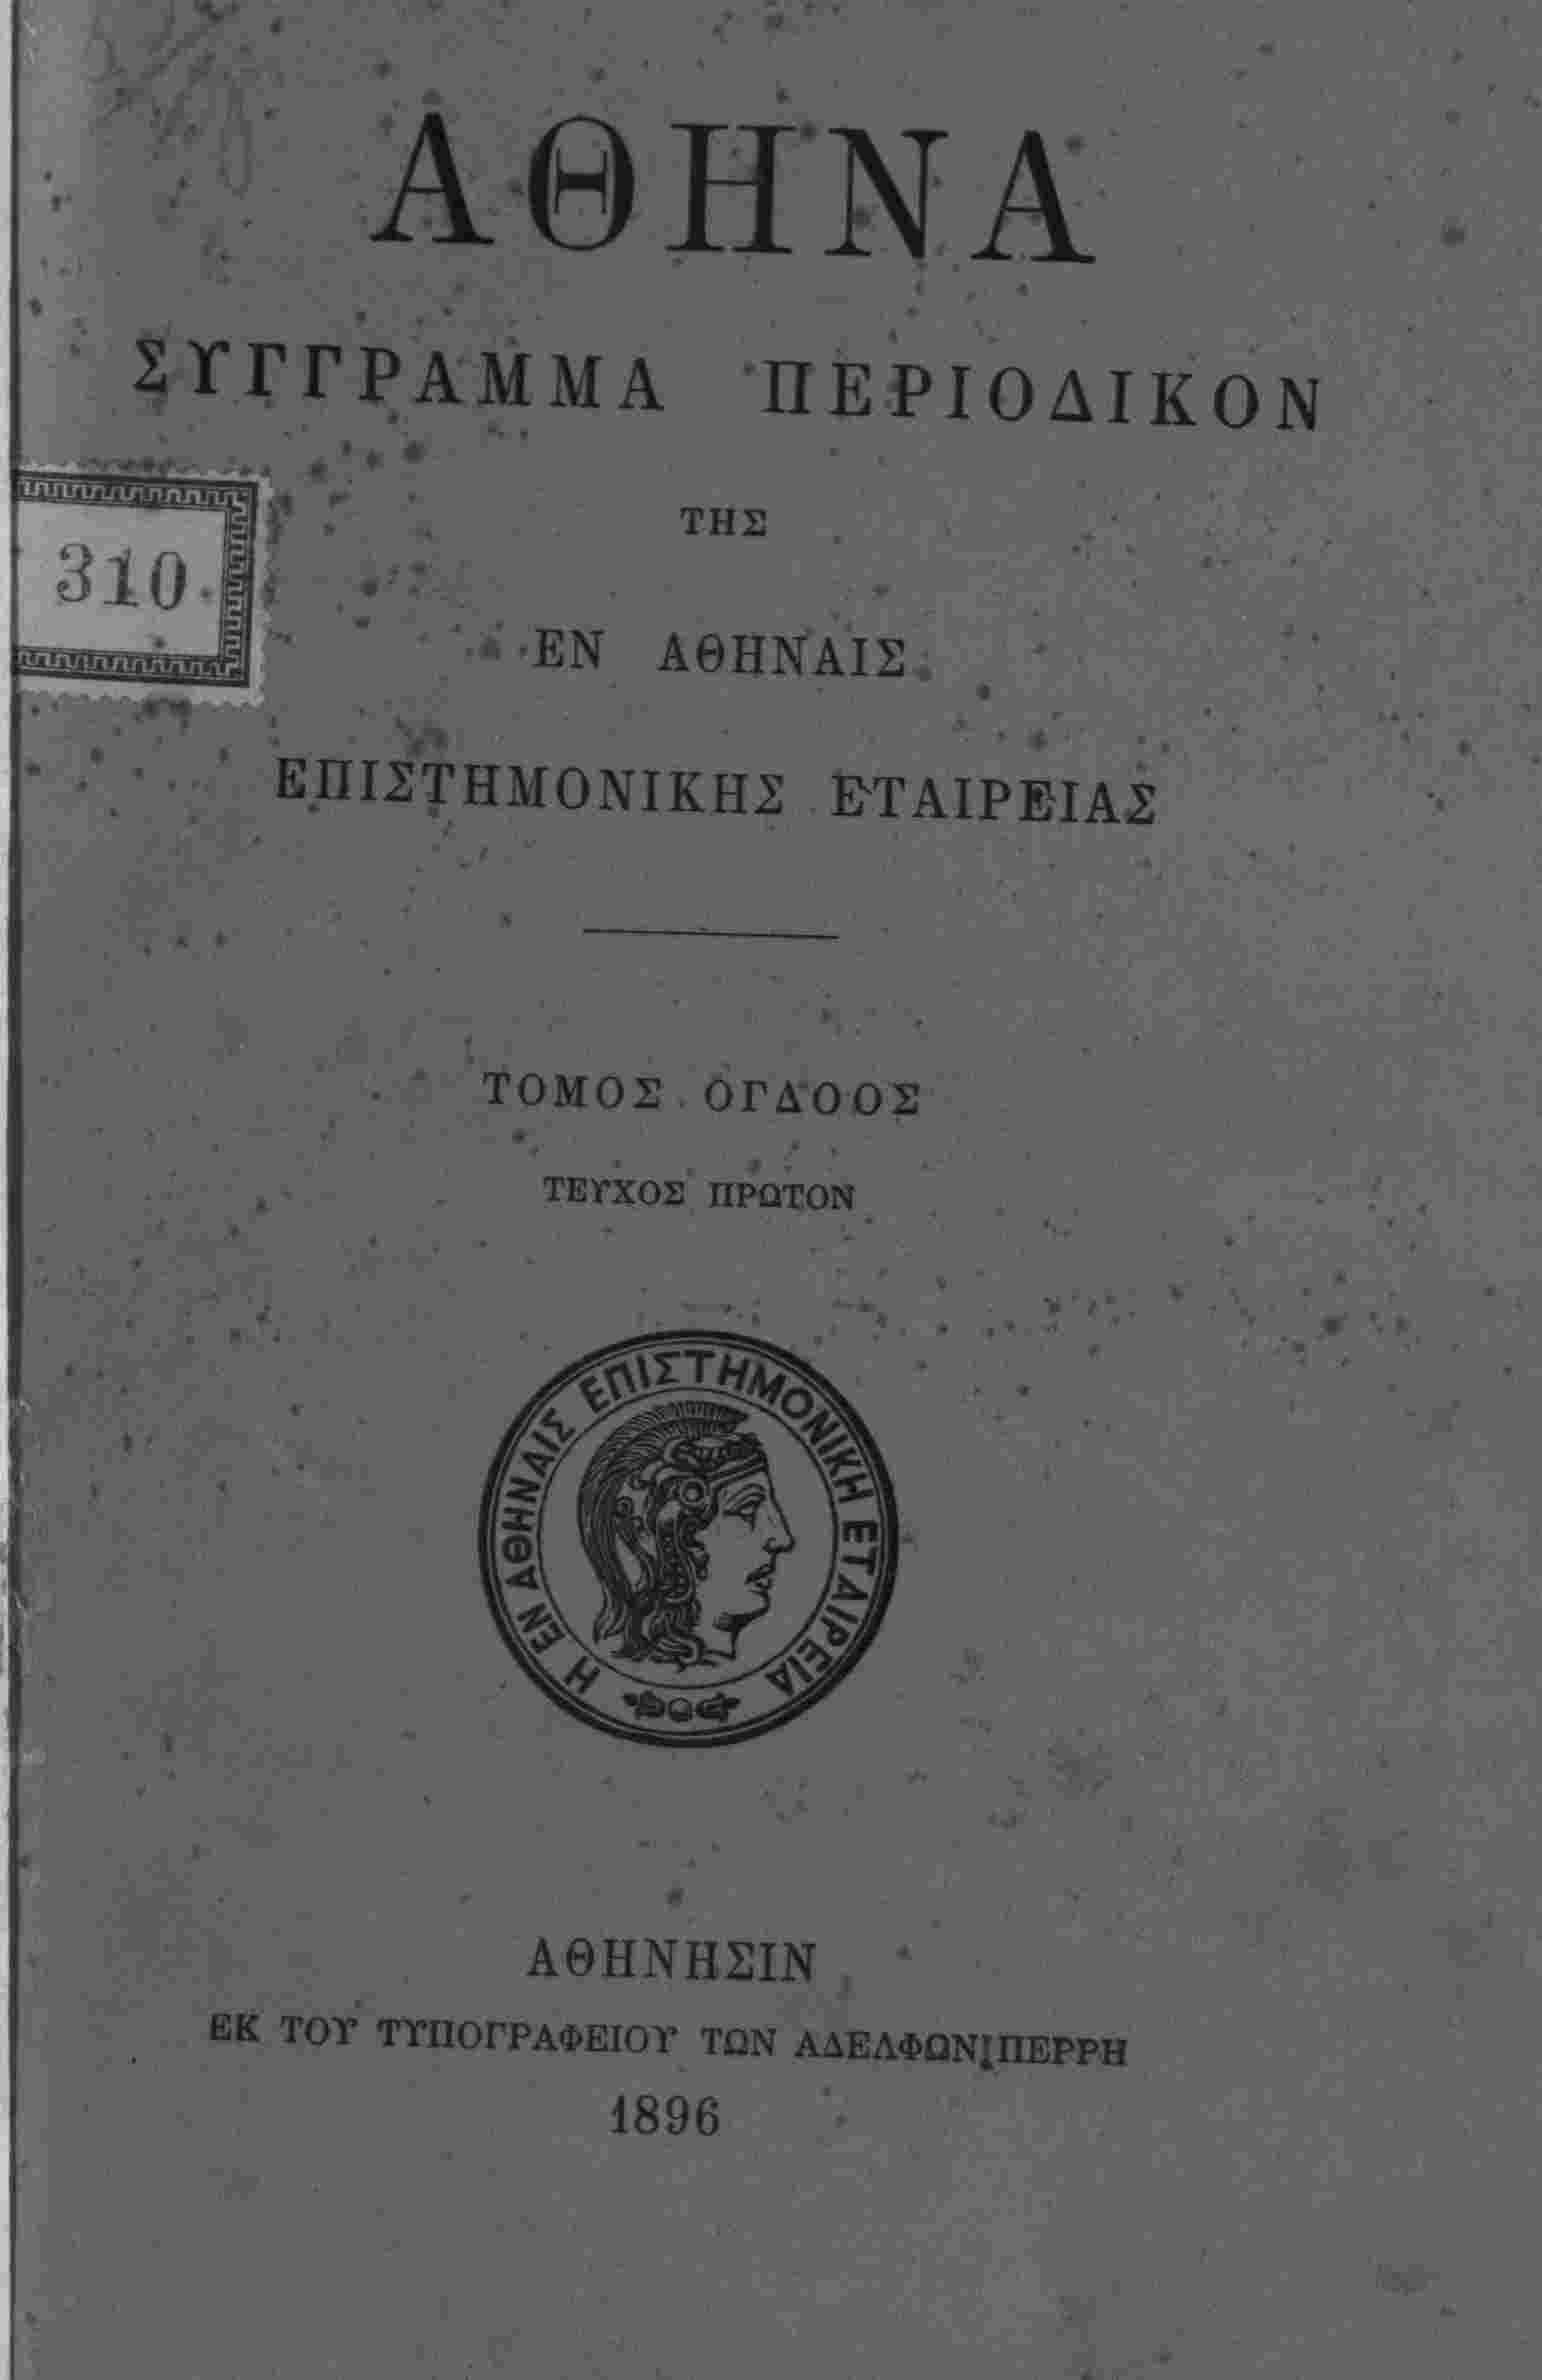 ΑΘΗΝΑ
ΣΥΓΓΡΑΜΜΑ ΠΕΡΙΟΔΙΚΟΝ
ΤΗΣ
310
ΕΝ ΑΘΗΝΑΙΣ
ΕΠΙΣΤΗΜΟΝΙΚΗΣ ΕΤΑΙΡΕΙΑΣ
ΤΟΜΟΣ ΟΓΔΟΟΣ
ΤΕΥΧΟΣ ΠΡΩΤΟΝ
Η ΕΝ ΑΘΗΝΑΙΣ ΕΠΙΣΤΗΜΟΝΙΚΗ ΕΤΑΙΡΕΙΑ
ΑΘΗΝΗΣΙΝ
ΕΚ ΤΟΥ ΤΥΠΟΓΡΑΦΕΙΟΥ ΤΩΝ ΑΔΕΛΦΩΝ ΠΕΡΡΗ
1896